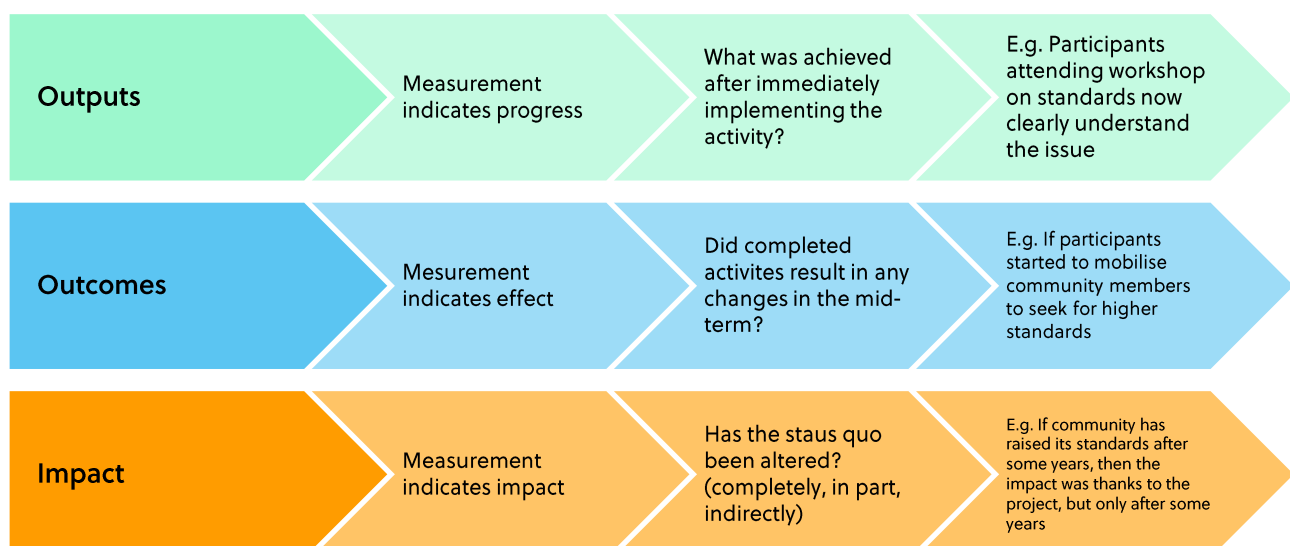 Outputs
Measurement
indicates progress
What was achieved
after immediately
implementing the
activity?
E.g. Participants
attending workshop
on standards now
clearly understand
the issue
Outcomes
Mesurement
indicates effect
Did completed
activites result in any
changes in the mid-
term?
E.g. If participants
started to mobilise
community members
to seek for higher
standards
Impact
Measurement
indicates impact
Has the staus quo
been altered?
(completely, in part,
indirectly)
E.g. If community has
raised its standards after
some years, then the
impact was thanks to the
project, but only after some
years